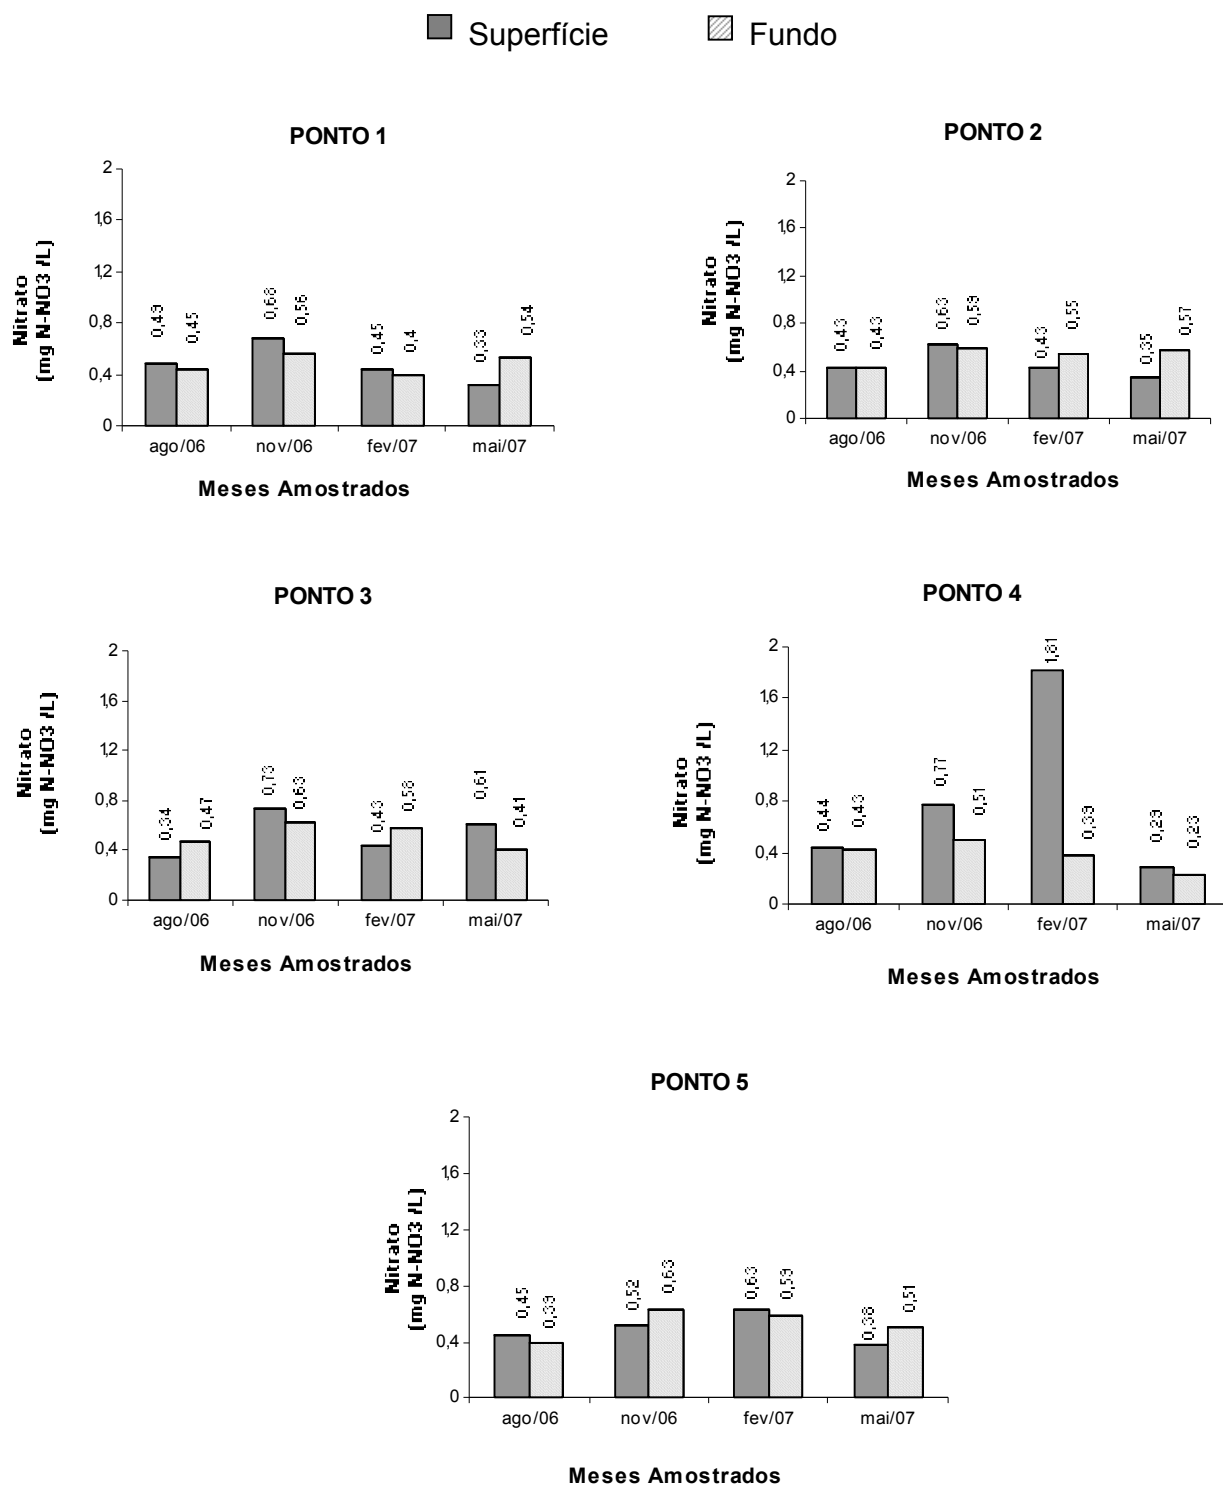 Superfície Fundo
PONTO 1
Nitrato
(mg N-NO3 /L)
2
1,6
1,2
0,8
0,4
0
0,49 0,45 0,68 0,56 0,45 0,4 0,33 0,54
ago/06 nov/06 fev/07 mai/07
Meses Amostrados
PONTO 2
Nitrato
(mg N-NO3 /L)
2
1,6
1,2
0,8
0,4
0
0,43 0,43 0,63 0,59 0,43 0,55 0,35 0,57
ago/06 nov/06 fev/07 mai/07
Meses Amostrados
PONTO 3
Nitrato
(mg N-NO3 /L)
2
1,6
1,2
0,8
0,4
0
0,34 0,47 0,73 0,63 0,43 0,58 0,61 0,41
ago/06 nov/06 fev/07 mai/07
Meses Amostrados
PONTO 4
Nitrato
(mg N-NO3 /L)
2
1,6
1,2
0,8
0,4
0
0,44 0,43 0,77 0,51 1,81 0,39 0,29 0,23
ago/06 nov/06 fev/07 mai/07
Meses Amostrados
PONTO 5
Nitrato
(mg N-NO3 /L)
2
1,6
1,2
0,8
0,4
0
0,45 0,39 0,52 0,63 0,63 0,59 0,38 0,51
ago/06 nov/06 fev/07 mai/07
Meses Amostrados